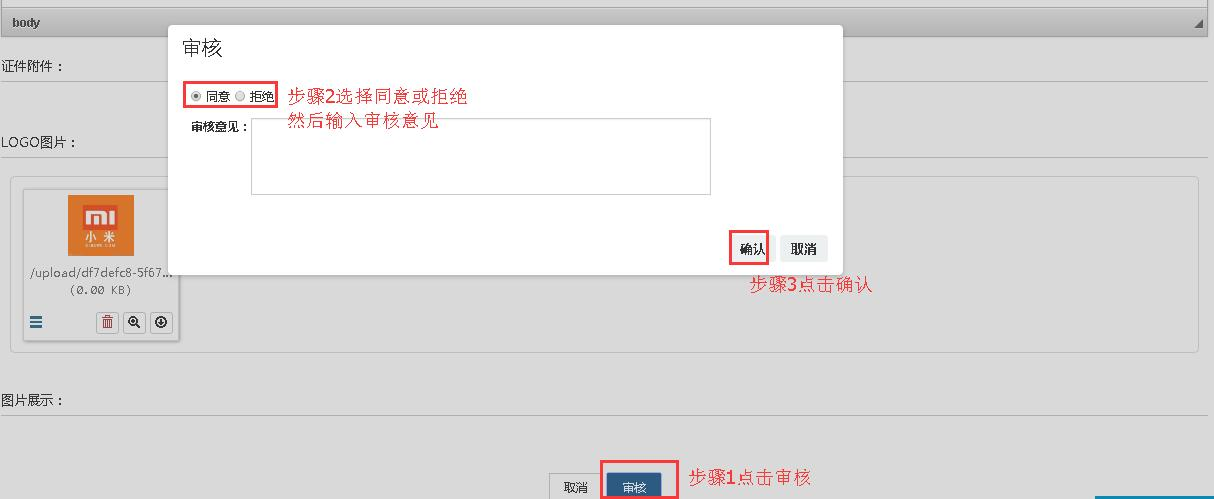 body
审核
证件附件：
同意 拒绝
步骤2选择同意或拒绝
然后输入审核意见
审核意见：
LOGO图片：
mi
小米
确认 取消
/upload/df7defc8-5f67...
(0.00 KB)
步骤3点击确认
图片展示：
取消 审核
步骤1点击审核